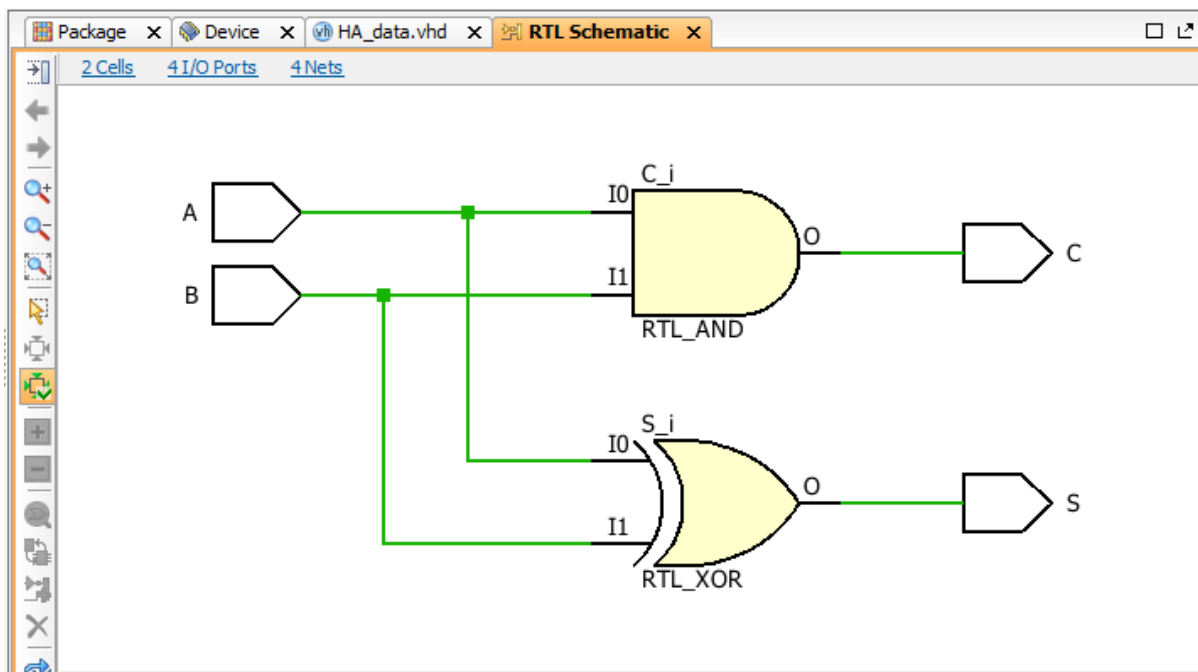 Package Device HA_data.vhd RTL Schematic
2 Cells 4 I/O Ports 4 Nets
C_i
A I0 O C
B I1
RTL_AND
S_i
I0 O S
I1
RTL_XOR